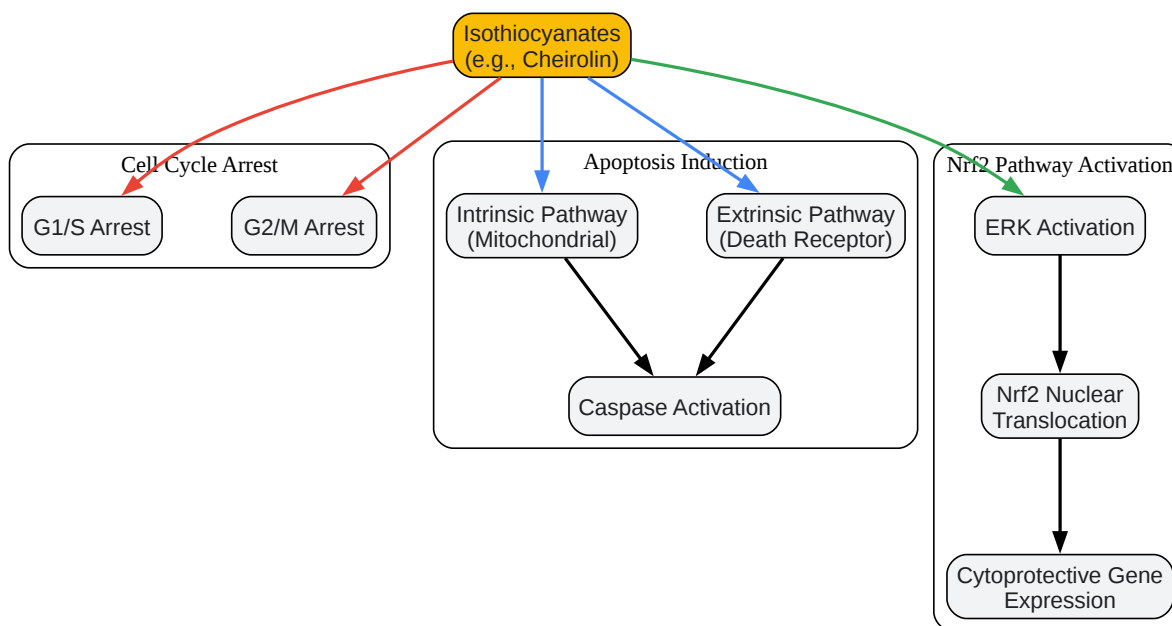 Isothiocyanates
(e.g., Cheirolin)
Cell Cycle Arrest
G1/S Arrest
G2/M Arrest
Apoptosis Induction
Intrinsic Pathway
(Mitochondrial)
Extrinsic Pathway
(Death Receptor)
Caspase Activation
Nrf2 Pathway Activation
ERK Activation
Nrf2 Nuclear
Translocation
Cytoprotective Gene
Expression